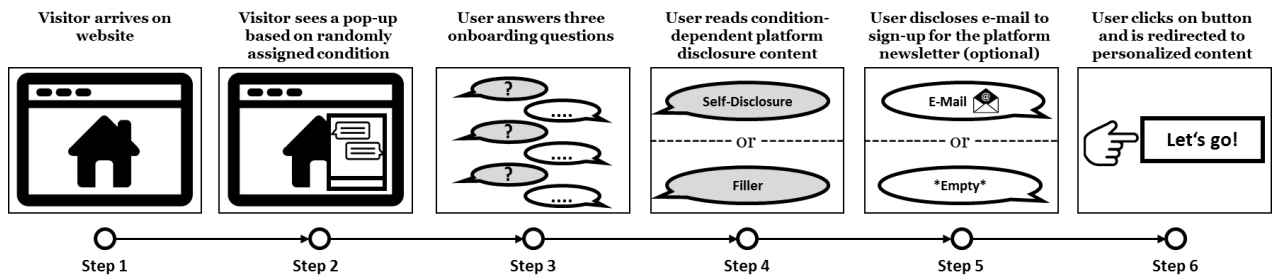 Visitor arrives on
website
Visitor sees a pop-up
based on randomly
assigned condition
User answers three
onboarding questions
User reads condition-
dependent platform
disclosure content
User discloses e-mail to
sign-up for the platform
newsletter (optional)
User clicks on button
and is redirected to
personalized content
?
....
?
....
?
....
Self-Disclosure
or
Filler
E-Mail @
or
*Empty*
Let‘s go!
Step 1
Step 2
Step 3
Step 4
Step 5
Step 6